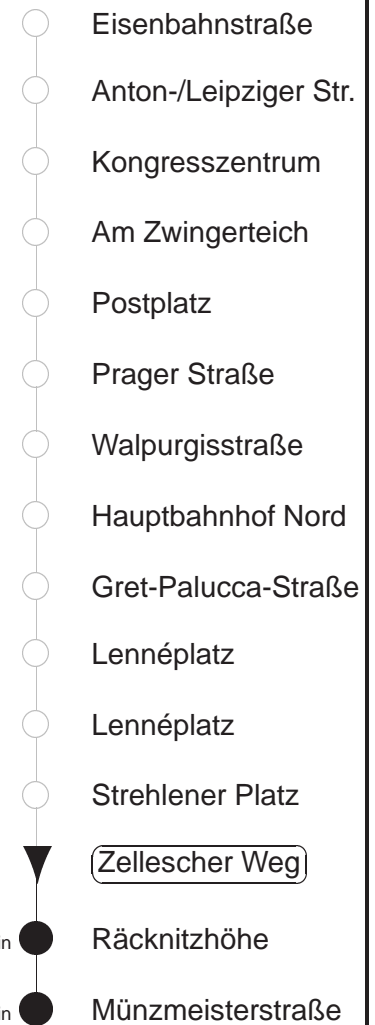 Eisenbahnstraße
Anton-/Leipziger Str.
Kongresszentrum
Am Zwingerteich
Postplatz
Prager Straße
Walpurgisstraße
Hauptbahnhof Nord
Gret-Palucca-Straße
Lennéplatz
Lennéplatz
Strehlener Platz
Zellescher Weg
Räcknitzhöhe
Münzmeisterstraße